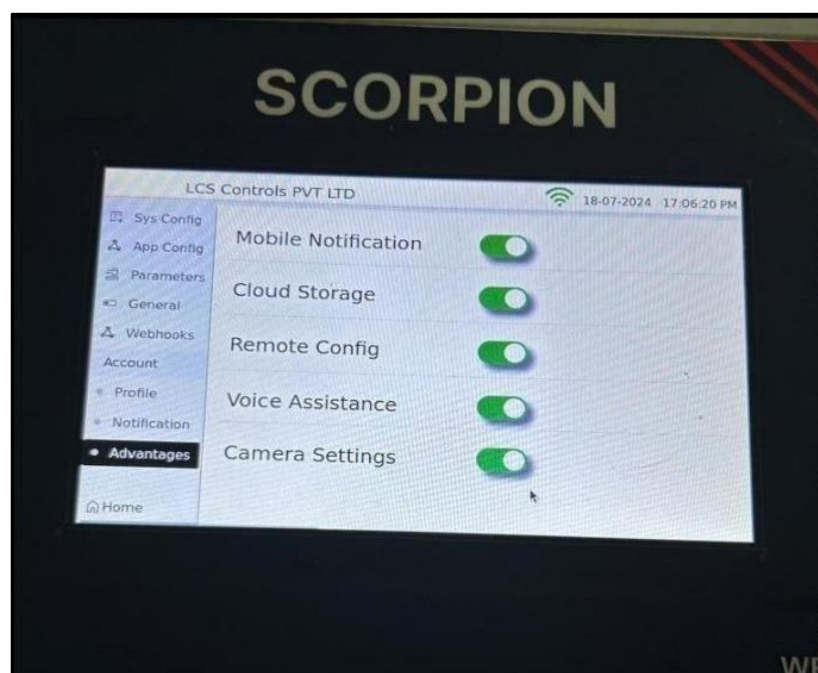 SCORPION
LCS Controls PVT LTD
18-07-2024 17:06:20 PM
Sys Config
App Config
Parameters
General
Webhooks
Account
Profile
Notification
Advantages
Home
Mobile Notification
Cloud Storage
Remote Config
Voice Assistance
Camera Settings